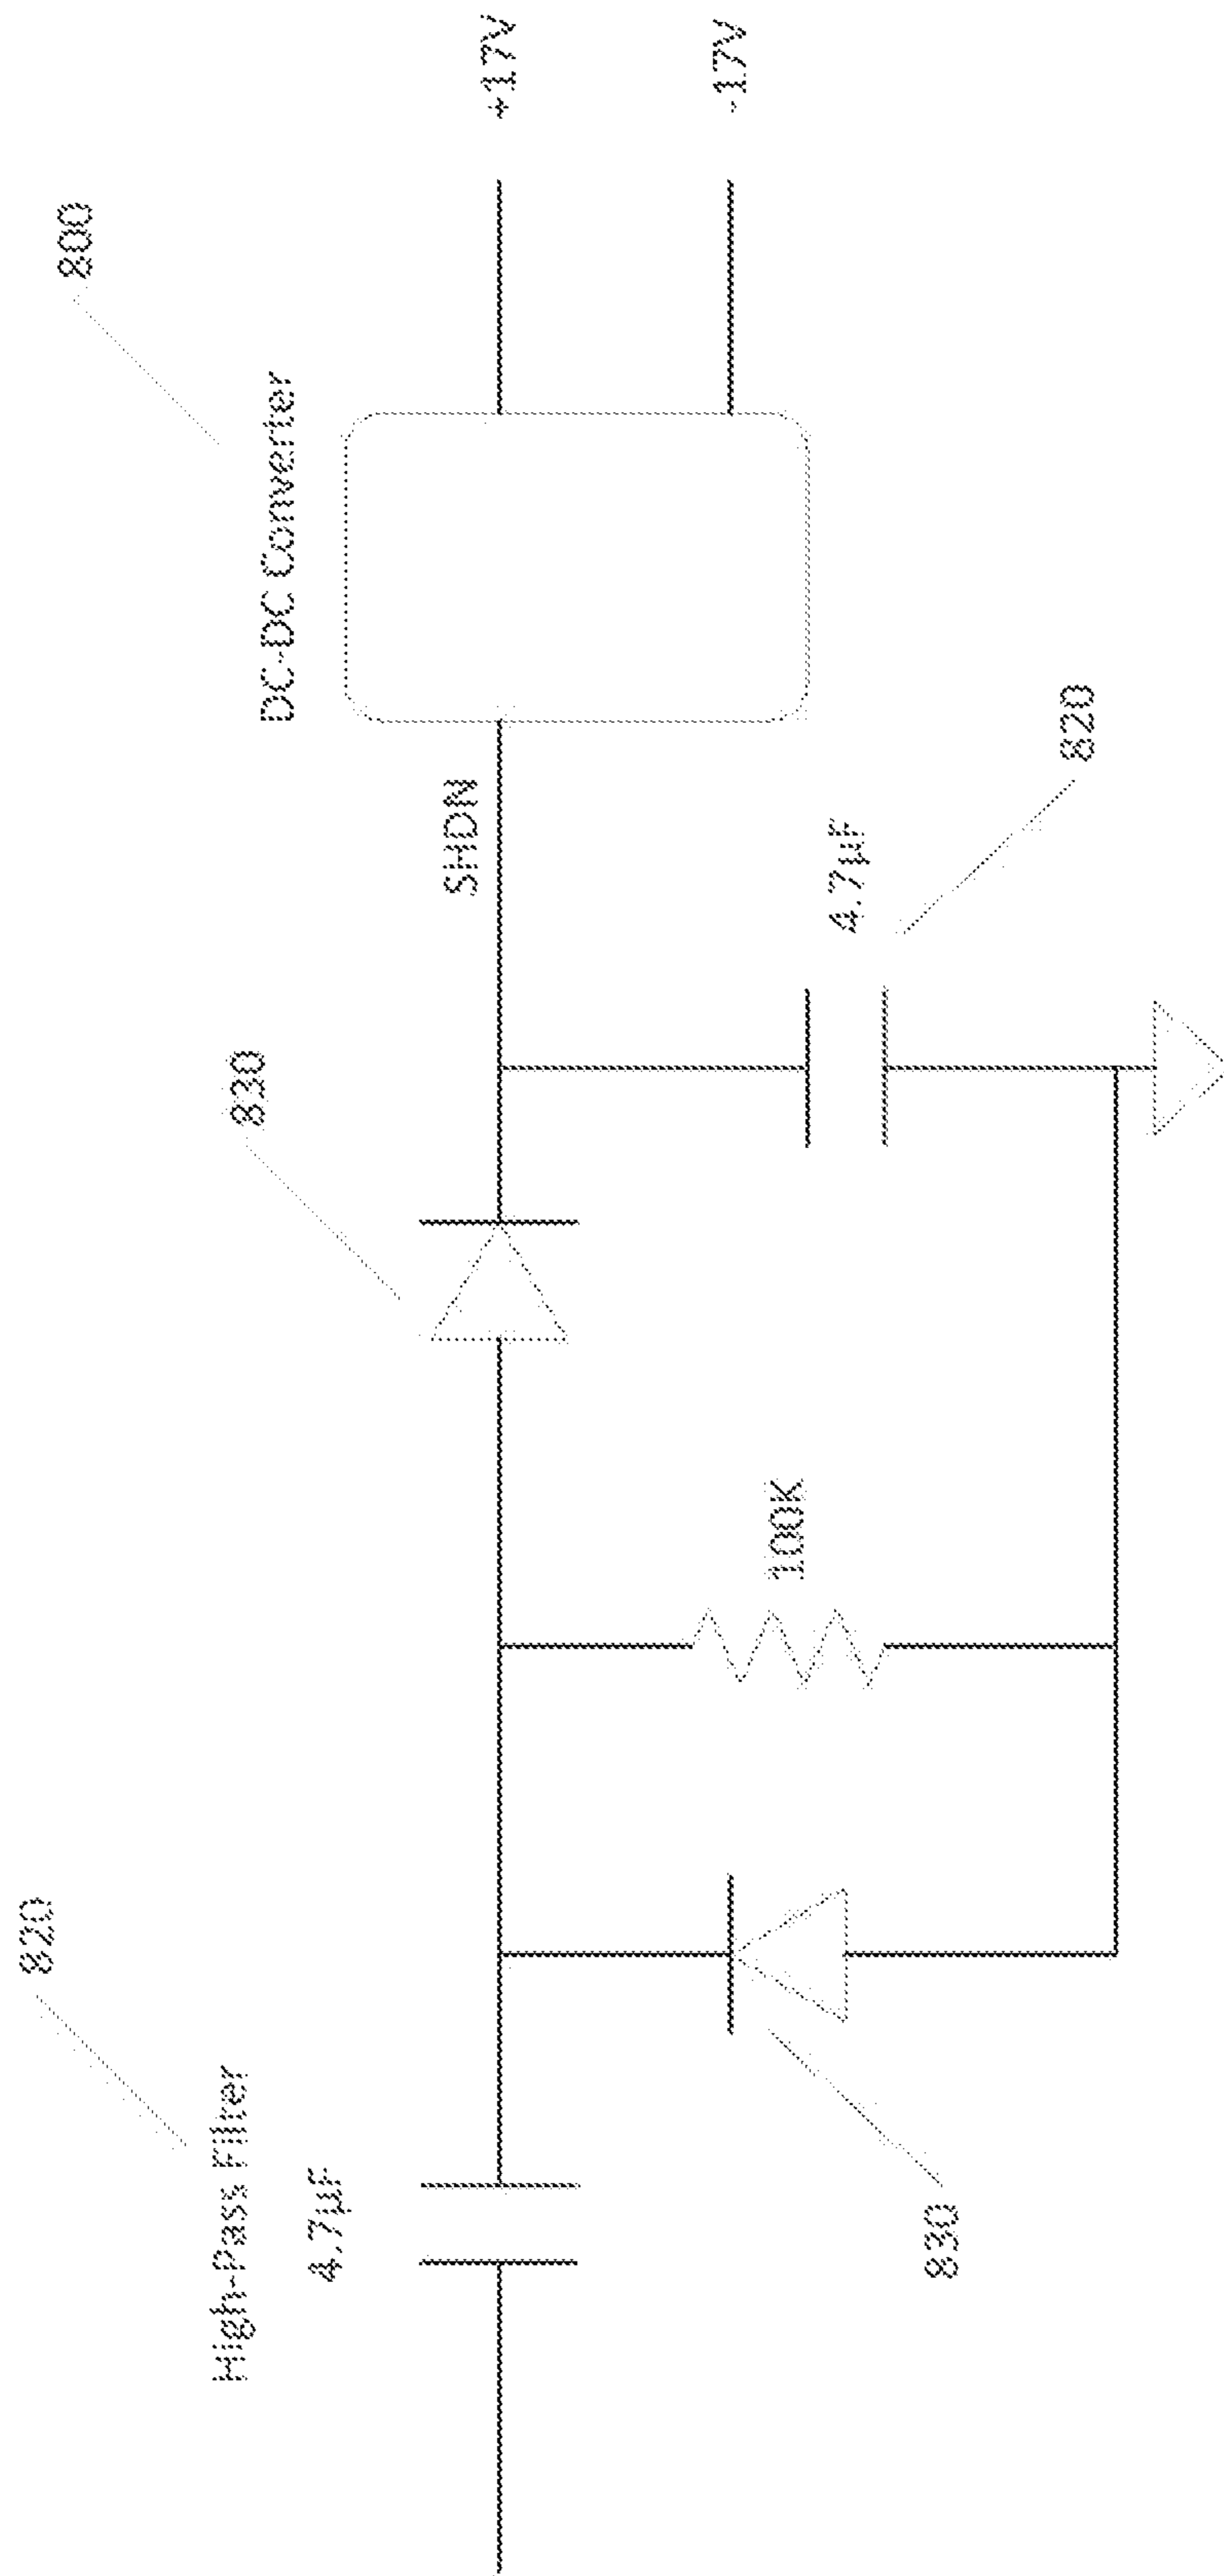 820
High-Pass Filter
4.7µF
830
830
100K
SHDN
4.7µF
820
DC-DC Converter
800
+17V
-17V